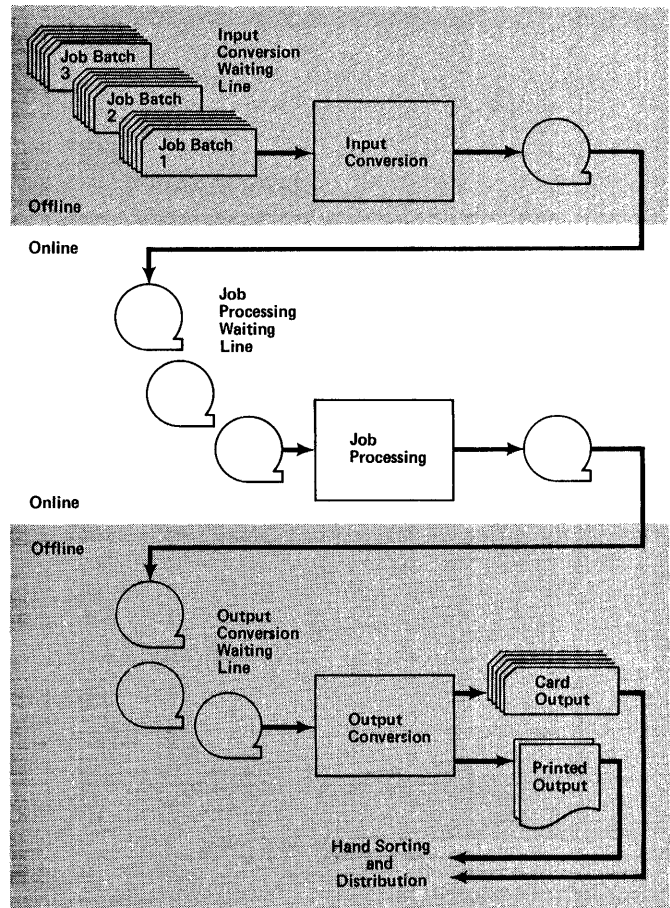 Job Batch
3
Job Batch
2
Job Batch
1
Input
Conversion
Waiting
Line
Input
Conversion
Offline
Online
Job
Processing
Waiting
Line
Job
Processing
Online
Offline
Output
Conversion
Waiting
Line
Output
Conversion
Card
Output
Printed
Output
Hand Sorting
and
Distribution